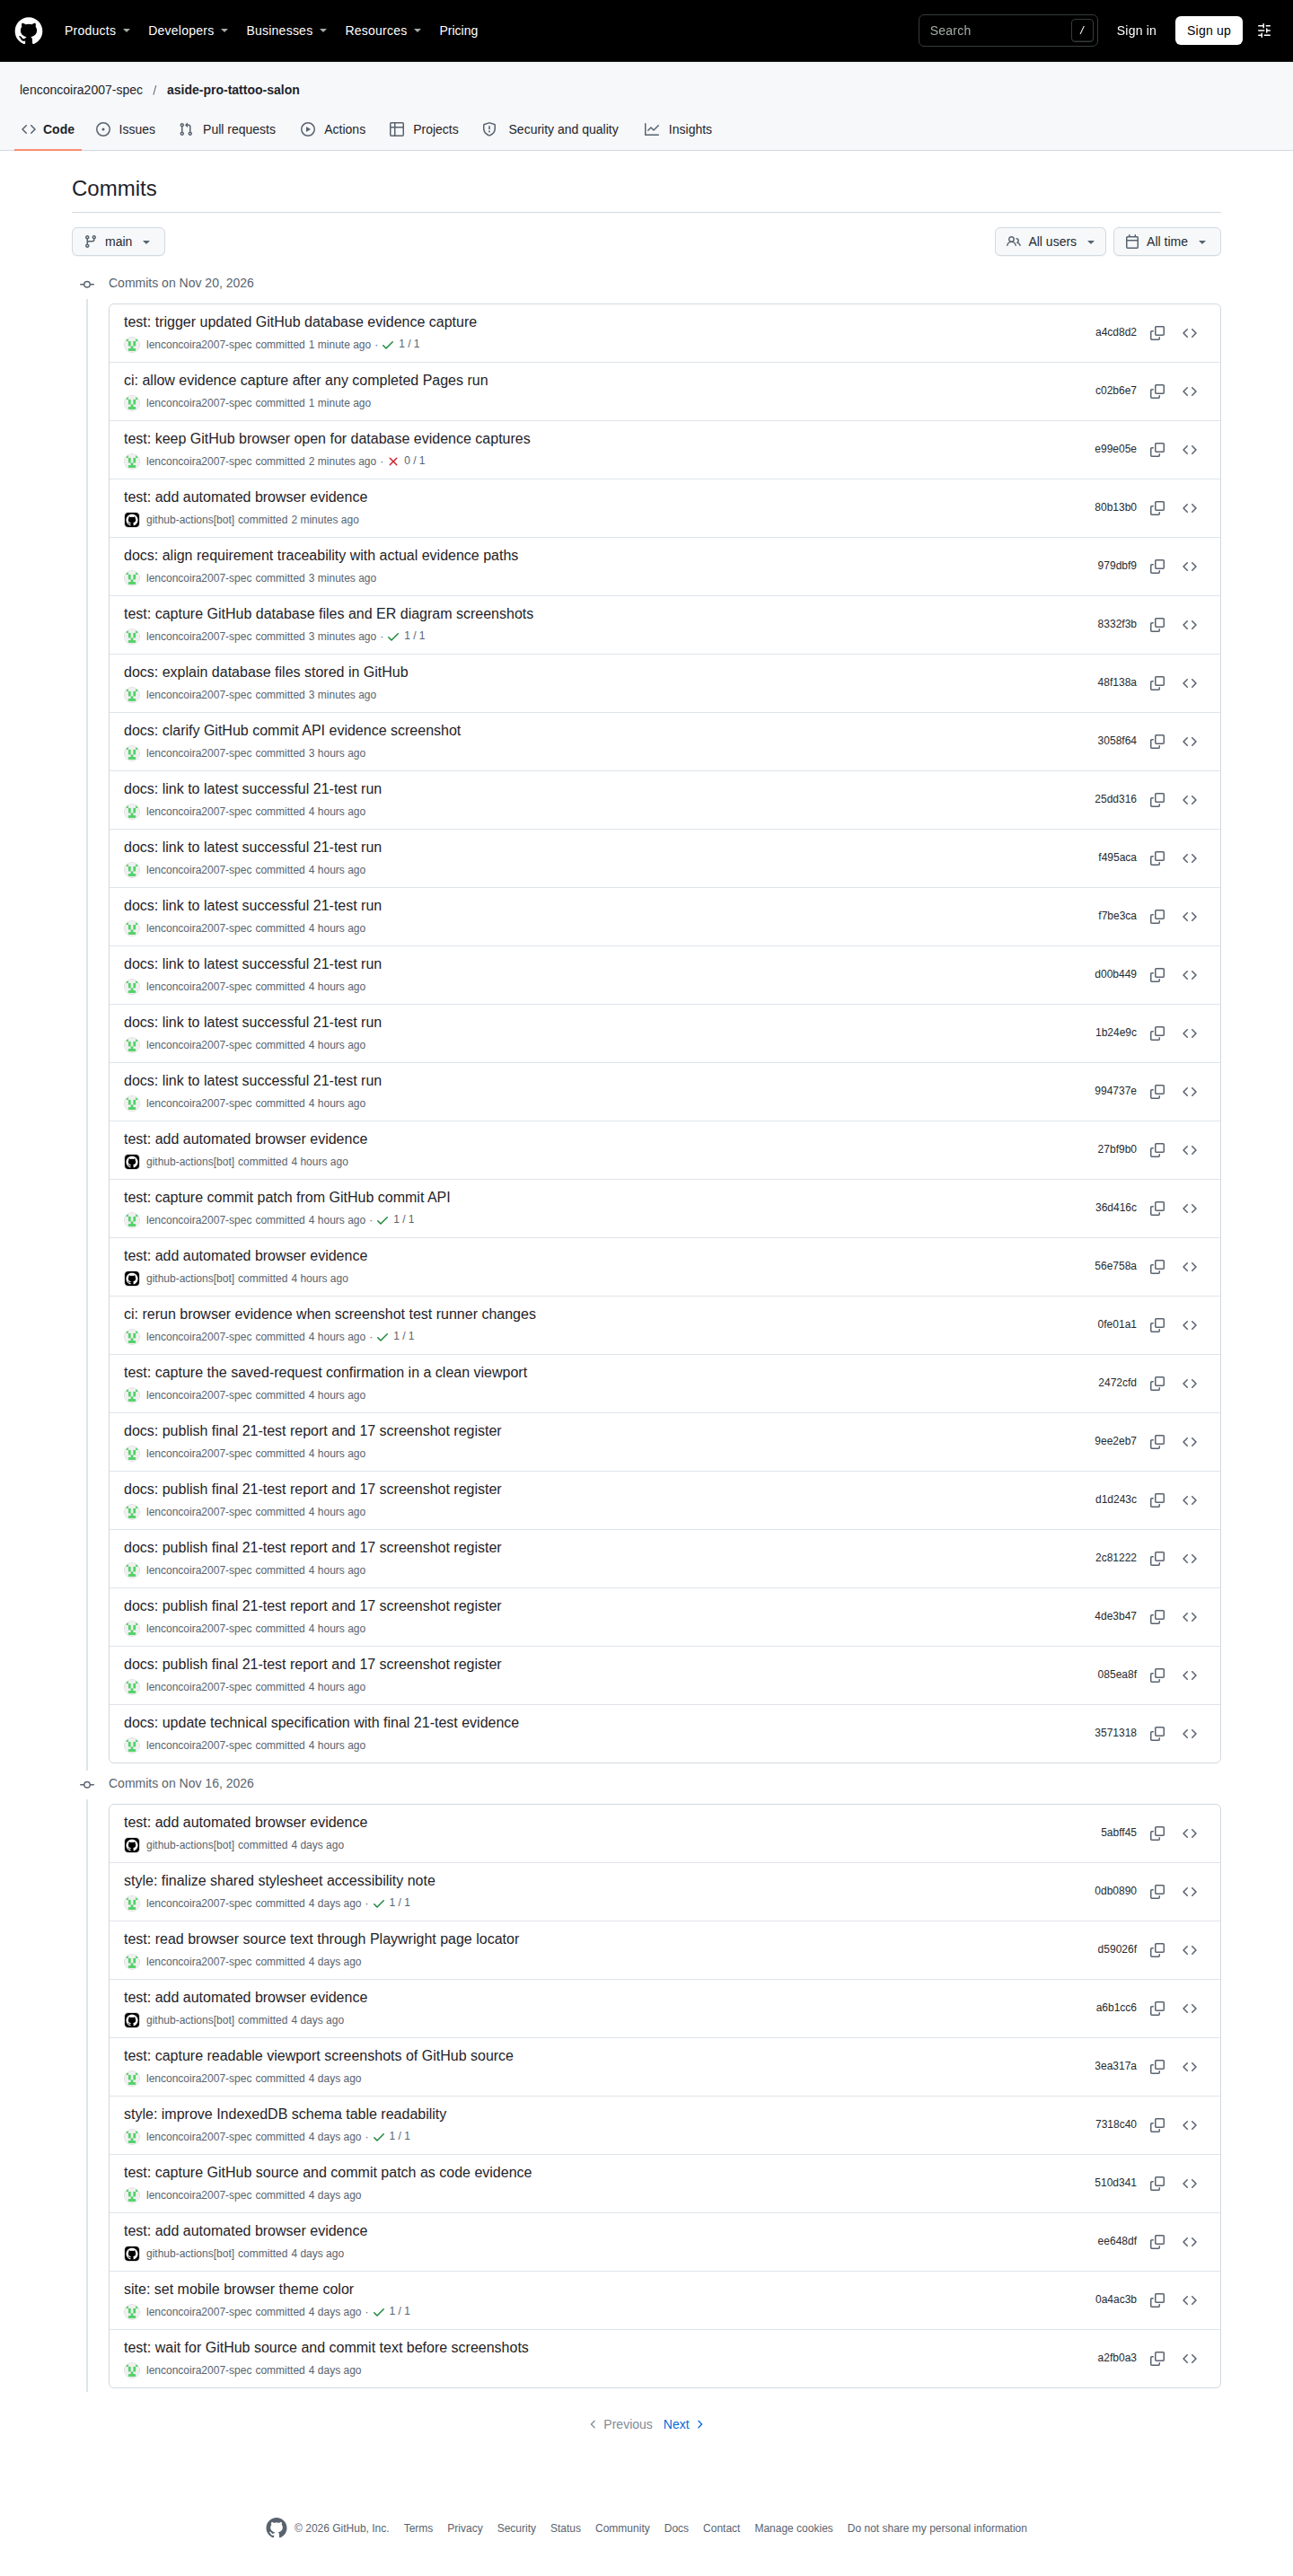 Products Developers Businesses Resources Pricing Search / Sign in Sign up
lenconcoira2007-spec / aside-pro-tattoo-salon
Code Issues Pull requests Actions Projects Security and quality Insights
Commits
main All users All time
Commits on Nov 20, 2026
test: trigger updated GitHub database evidence capture
lenconcoira2007-spec committed 1 minute ago · 1 / 1
a4cd8d2
ci: allow evidence capture after any completed Pages run
lenconcoira2007-spec committed 1 minute ago
c02b6e7
test: keep GitHub browser open for database evidence captures
lenconcoira2007-spec committed 2 minutes ago · 0 / 1
e99e05e
test: add automated browser evidence
github-actions[bot] committed 2 minutes ago
80b13b0
docs: align requirement traceability with actual evidence paths
lenconcoira2007-spec committed 3 minutes ago
979dbf9
test: capture GitHub database files and ER diagram screenshots
lenconcoira2007-spec committed 3 minutes ago · 1 / 1
8332f3b
docs: explain database files stored in GitHub
lenconcoira2007-spec committed 3 minutes ago
48f138a
docs: clarify GitHub commit API evidence screenshot
lenconcoira2007-spec committed 3 hours ago
3058f64
docs: link to latest successful 21-test run
lenconcoira2007-spec committed 4 hours ago
25dd316
docs: link to latest successful 21-test run
lenconcoira2007-spec committed 4 hours ago
f495aca
docs: link to latest successful 21-test run
lenconcoira2007-spec committed 4 hours ago
f7be3ca
docs: link to latest successful 21-test run
lenconcoira2007-spec committed 4 hours ago
d00b449
docs: link to latest successful 21-test run
lenconcoira2007-spec committed 4 hours ago
1b24e9c
docs: link to latest successful 21-test run
lenconcoira2007-spec committed 4 hours ago
994737e
test: add automated browser evidence
github-actions[bot] committed 4 hours ago
27bf9b0
test: capture commit patch from GitHub commit API
lenconcoira2007-spec committed 4 hours ago · 1 / 1
36d416c
test: add automated browser evidence
github-actions[bot] committed 4 hours ago
56e758a
ci: rerun browser evidence when screenshot test runner changes
lenconcoira2007-spec committed 4 hours ago · 1 / 1
0fe01a1
test: capture the saved-request confirmation in a clean viewport
lenconcoira2007-spec committed 4 hours ago
2472cfd
docs: publish final 21-test report and 17 screenshot register
lenconcoira2007-spec committed 4 hours ago
9ee2eb7
docs: publish final 21-test report and 17 screenshot register
lenconcoira2007-spec committed 4 hours ago
d1d243c
docs: publish final 21-test report and 17 screenshot register
lenconcoira2007-spec committed 4 hours ago
2c81222
docs: publish final 21-test report and 17 screenshot register
lenconcoira2007-spec committed 4 hours ago
4de3b47
docs: publish final 21-test report and 17 screenshot register
lenconcoira2007-spec committed 4 hours ago
085ea8f
docs: update technical specification with final 21-test evidence
lenconcoira2007-spec committed 4 hours ago
3571318
Commits on Nov 16, 2026
test: add automated browser evidence
github-actions[bot] committed 4 days ago
5abff45
style: finalize shared stylesheet accessibility note
lenconcoira2007-spec committed 4 days ago · 1 / 1
0db0890
test: read browser source text through Playwright page locator
lenconcoira2007-spec committed 4 days ago
d59026f
test: add automated browser evidence
github-actions[bot] committed 4 days ago
a6b1cc6
test: capture readable viewport screenshots of GitHub source
lenconcoira2007-spec committed 4 days ago
3ea317a
style: improve IndexedDB schema table readability
lenconcoira2007-spec committed 4 days ago · 1 / 1
7318c40
test: capture GitHub source and commit patch as code evidence
lenconcoira2007-spec committed 4 days ago
510d341
test: add automated browser evidence
github-actions[bot] committed 4 days ago
ee648df
site: set mobile browser theme color
lenconcoira2007-spec committed 4 days ago · 1 / 1
0a4ac3b
test: wait for GitHub source and commit text before screenshots
lenconcoira2007-spec committed 4 days ago
a2fb0a3
Previous Next
© 2026 GitHub, Inc. Terms Privacy Security Status Community Docs Contact Manage cookies Do not share my personal information